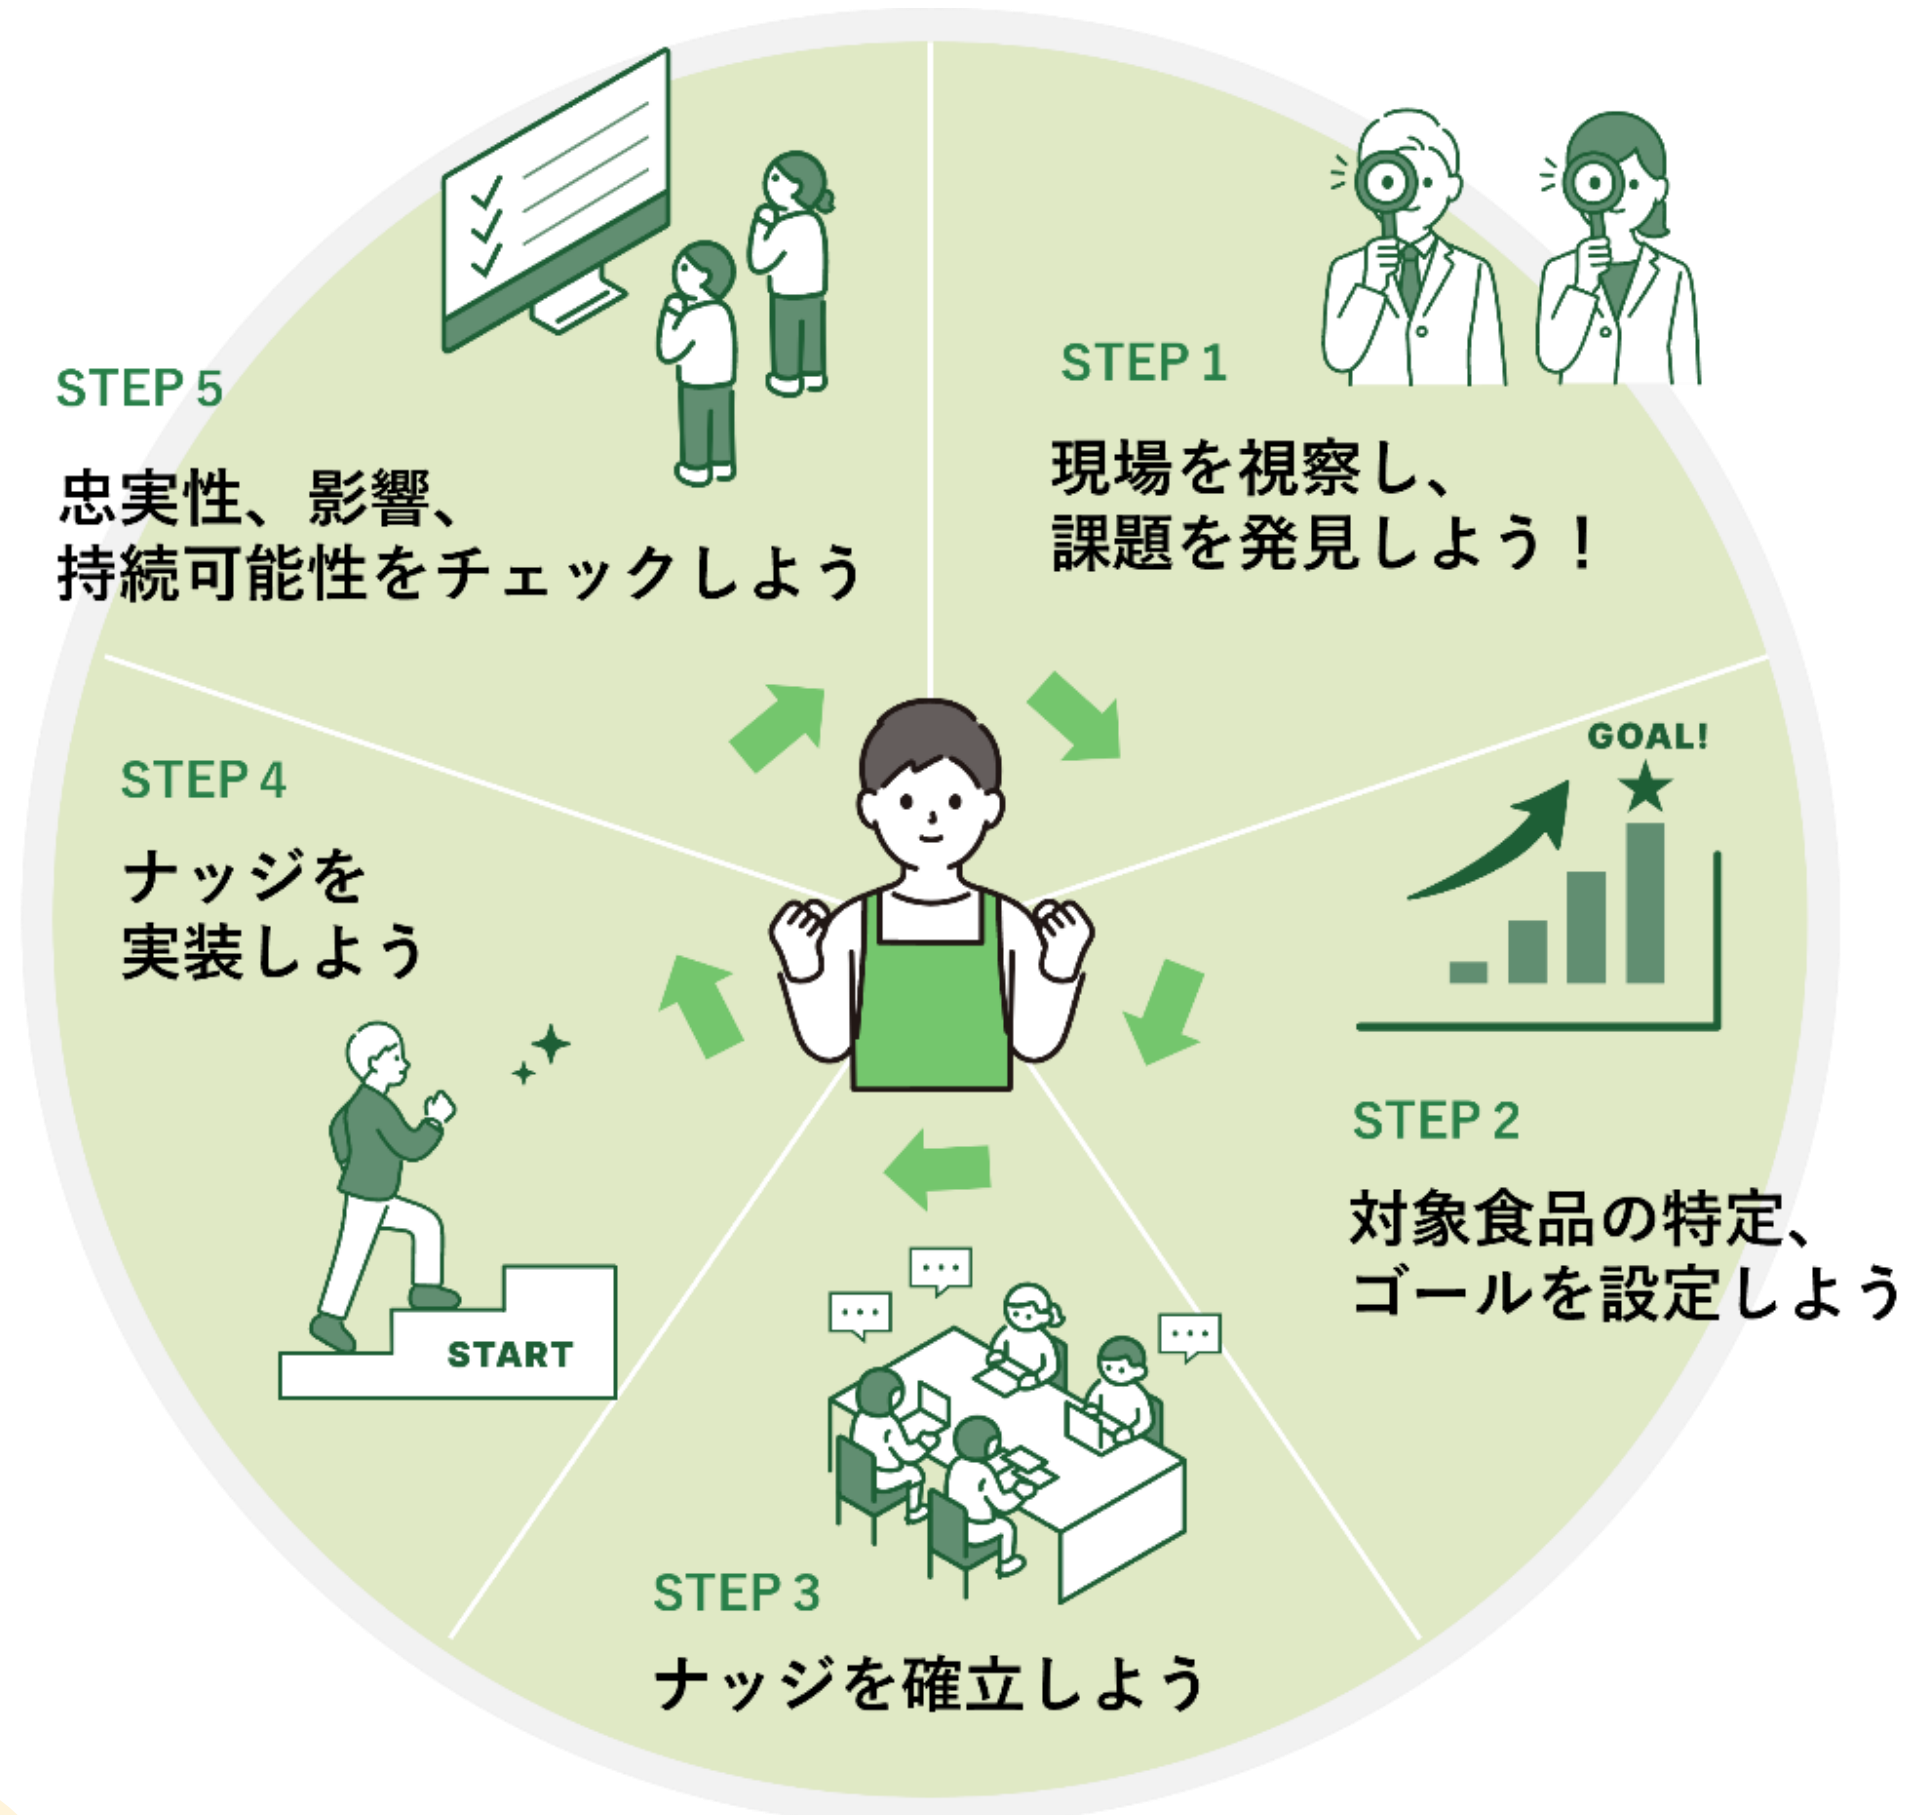 STEP 1
現場を視察し、
課題を発見しよう！
GOAL!
STEP 2
対象食品の特定、
ゴールを設定しよう
STEP 3
ナッジを確立しよう
STEP 4
ナッジを
実装しよう
START
STEP 5
忠実性、影響、
持続可能性をチェックしよう